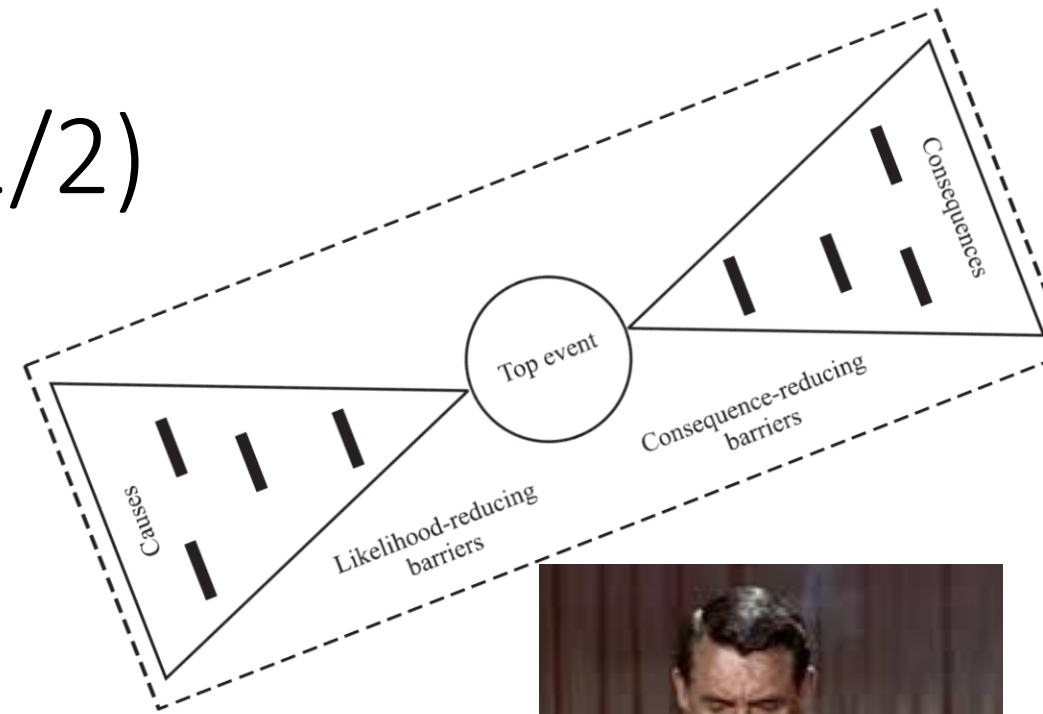 /2)
Consequences
Top event
Consequence-reducing
barriers
Causes
Likelihood-reducing
barriers